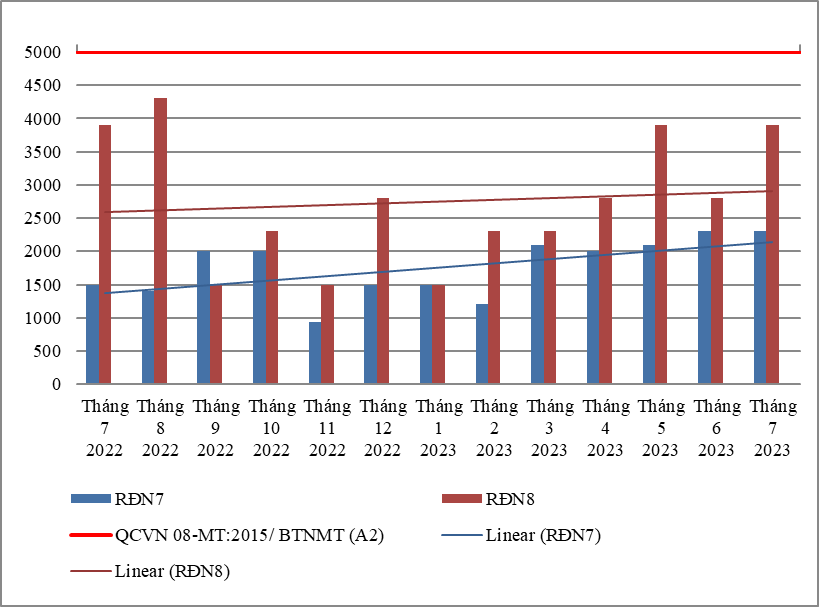 5000
4500
4000
3500
3000
2500
2000
1500
1000
500
0
Tháng 7 2022
Tháng 8 2022
Tháng 9 2022
Tháng 10 2022
Tháng 11 2022
Tháng 12 2022
Tháng 1 2023
Tháng 2 2023
Tháng 3 2023
Tháng 4 2023
Tháng 5 2023
Tháng 6 2023
Tháng 7 2023
RĐN7
RĐN8
QCVN 08-MT:2015/ BTNMT (A2)
Linear (RĐN7)
Linear (RĐN8)